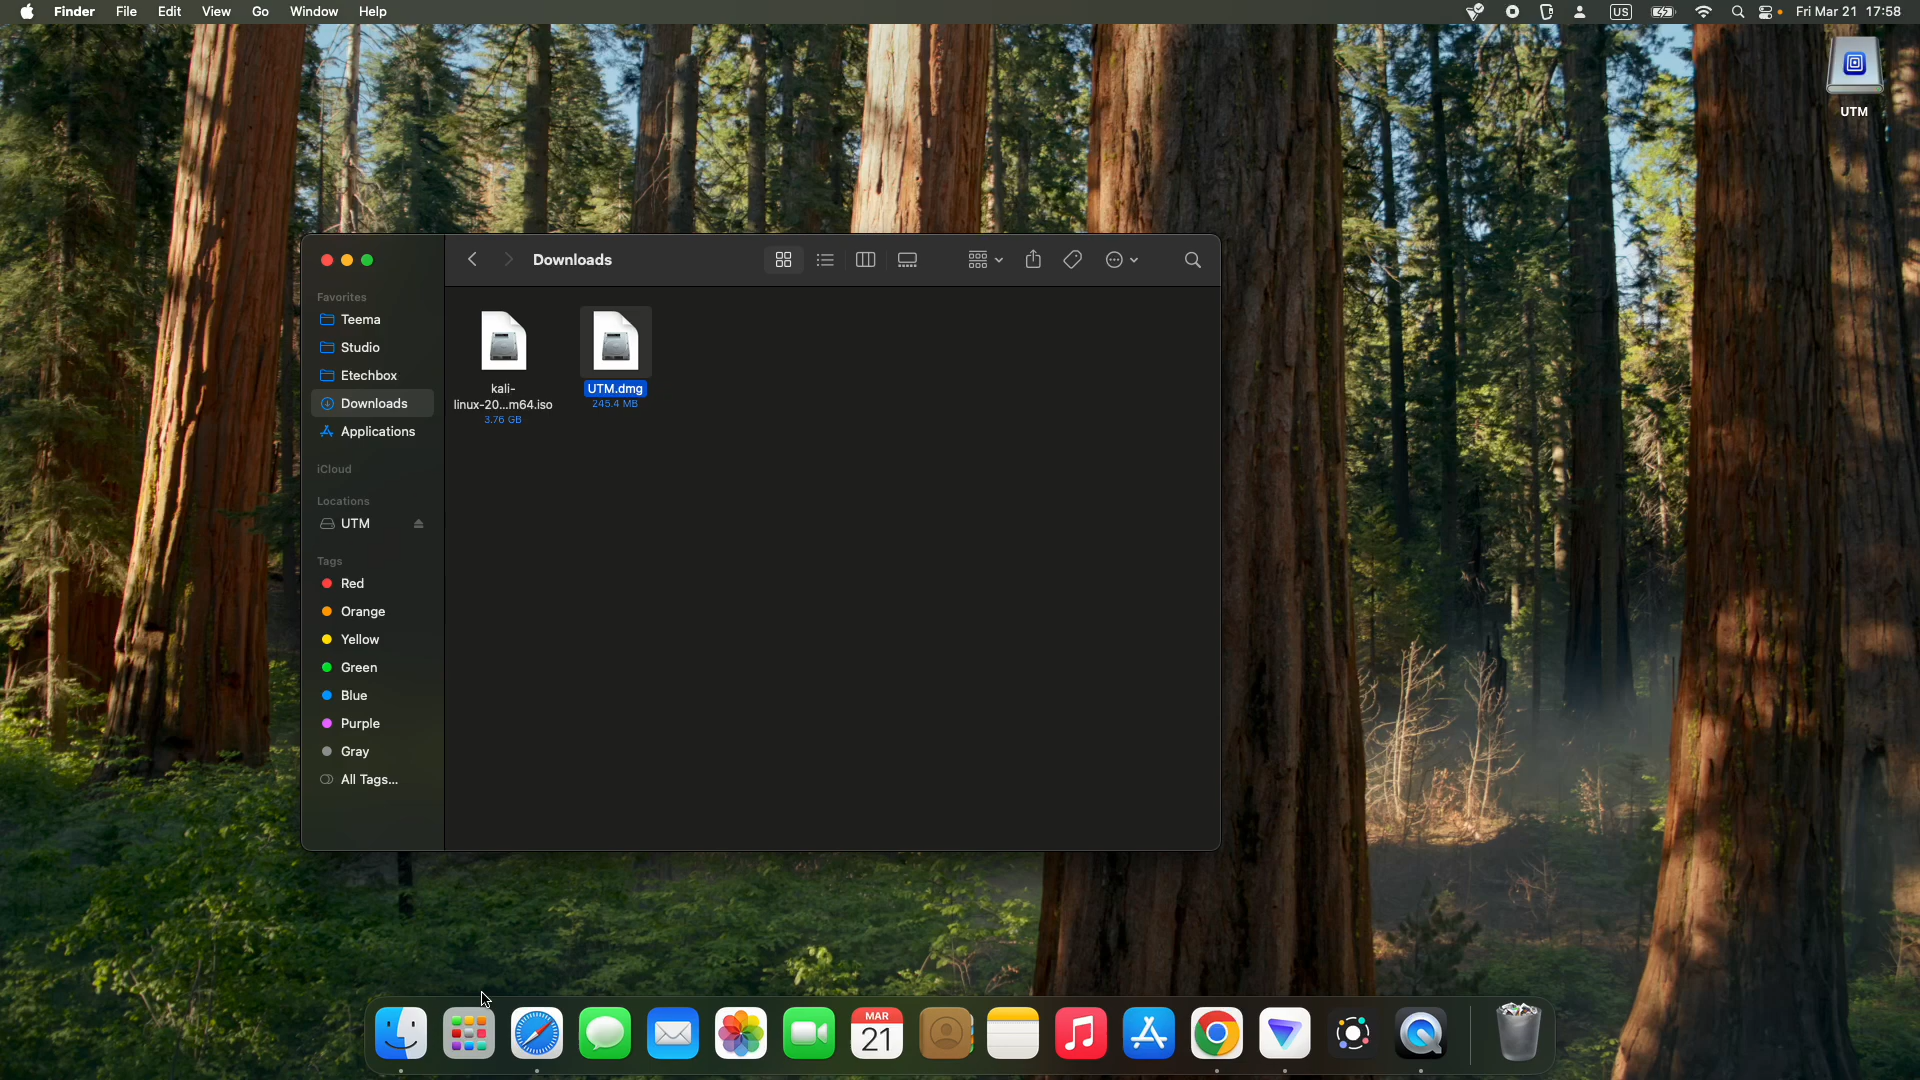 Finder File Edit View Go Window Help
US
Fri Mar 21 17:58
UTM
Downloads
Favorites
Teema
Studio
Etechbox
Downloads
Applications
iCloud
Locations
UTM
Tags
Red
Orange
Yellow
Green
Blue
Purple
Gray
All Tags...
kali-
linux-20...m64.iso
3.76 GB
UTM.dmg
245.4 MB
MAR
21